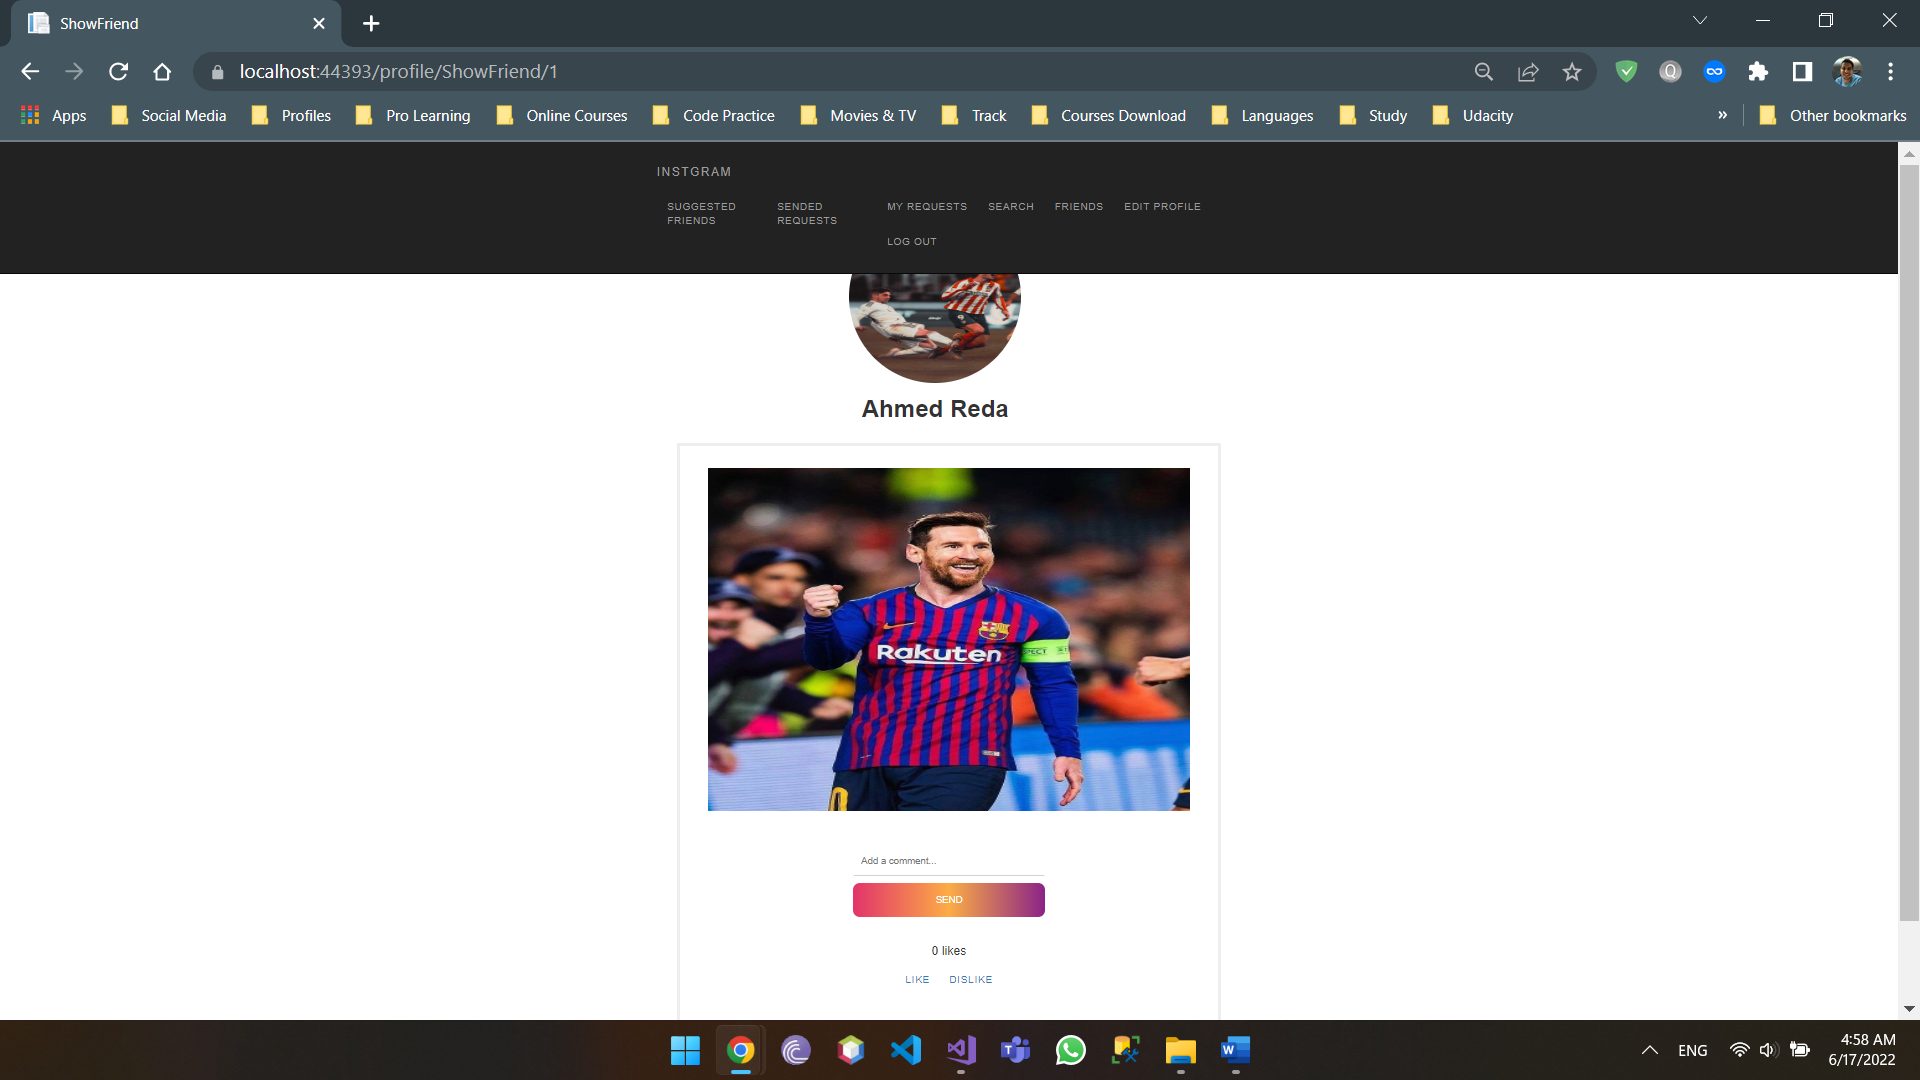 ShowFriend
localhost:44393/profile/ShowFriend/1
Q
Apps Social Media Profiles Pro Learning Online Courses Code Practice Movies & TV Track Courses Download Languages Study Udacity » Other bookmarks
INSTGRAM
SUGGESTED FRIENDS
SENDED REQUESTS
MY REQUESTS SEARCH FRIENDS EDIT PROFILE
LOG OUT
Ahmed Reda
Rakuten
Add a comment...
SEND
0 likes
LIKE DISLIKE
ENG
4:58 AM
6/17/2022